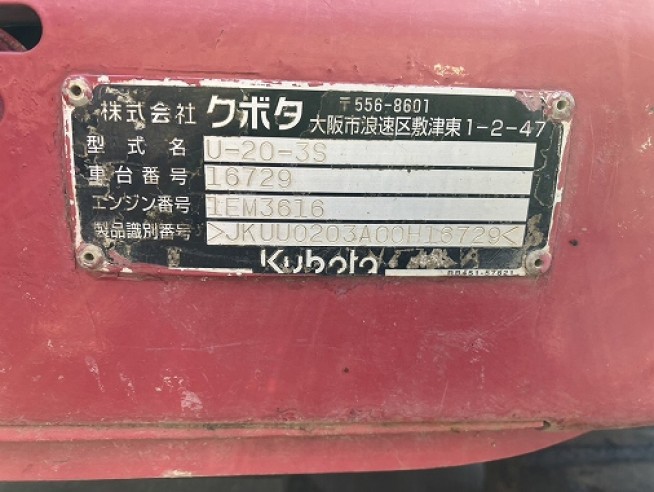 株式会社 クボタ 〒556-8601
大阪市浪速区敷津東1-2-47
型式名 U-20-3S
車台番号 16729
エンジン番号 1EM3616
製品識別番号 >JKUU0203A00H16729<
Kubota